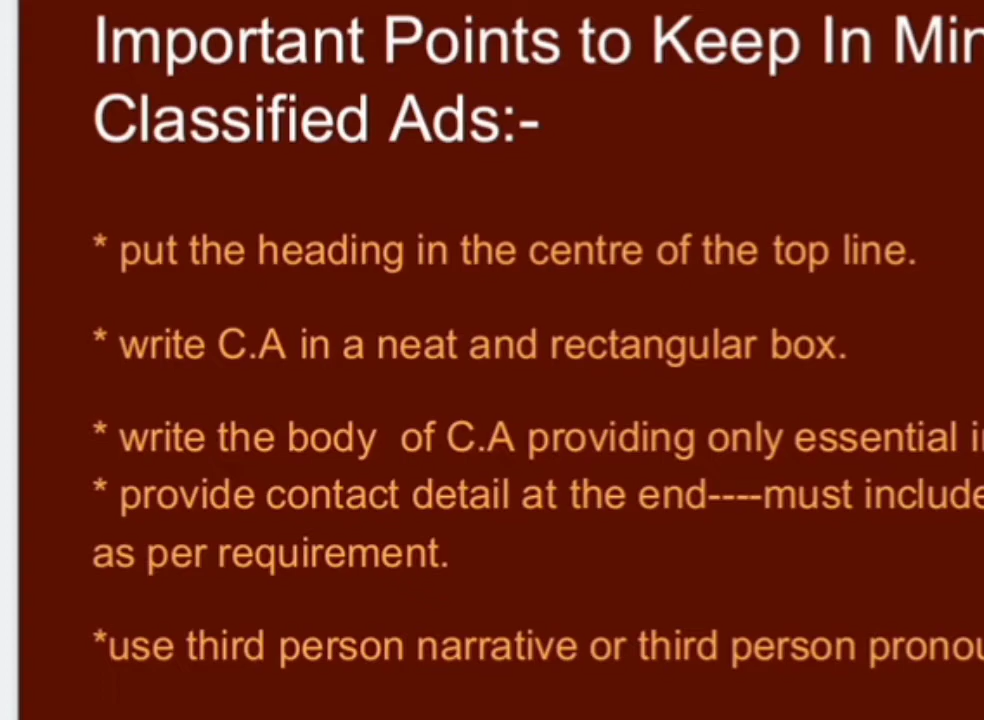 Important Points to Keep In
Classified Ads:-
* put the heading in the centre of the top line.
* write C.A in a neat and rectangular box.
* write the body of C.A providing only essential
* provide contact detail at the end----must include
as per requirement.
*use third person narrative or third person